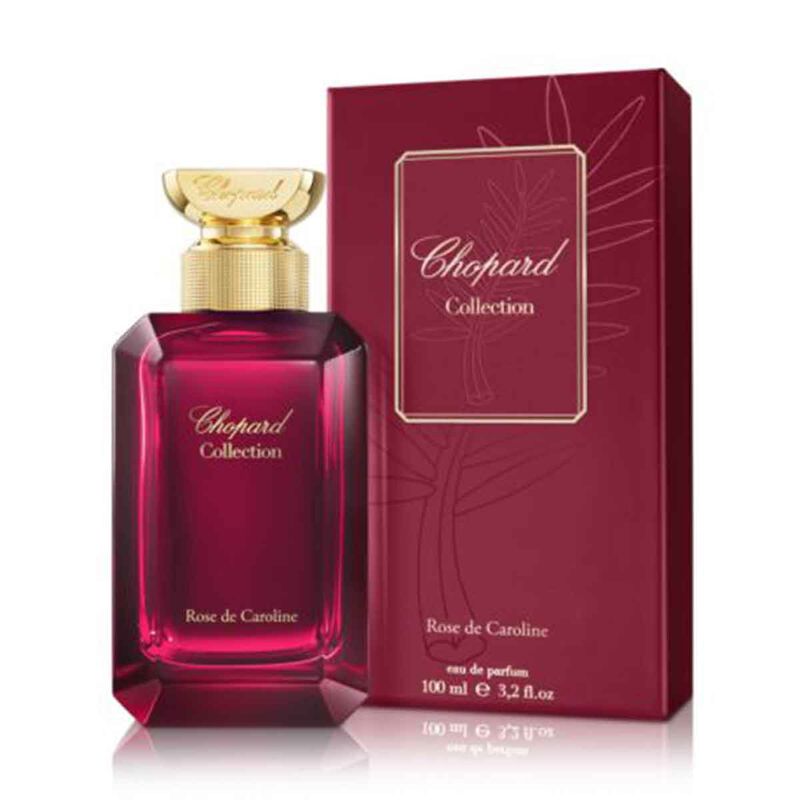 Chopard
Chopard
Collection
Rose de Caroline
Chopard
Collection
Rose de Caroline
eau de parfum
100 ml e 3,2 fl.oz